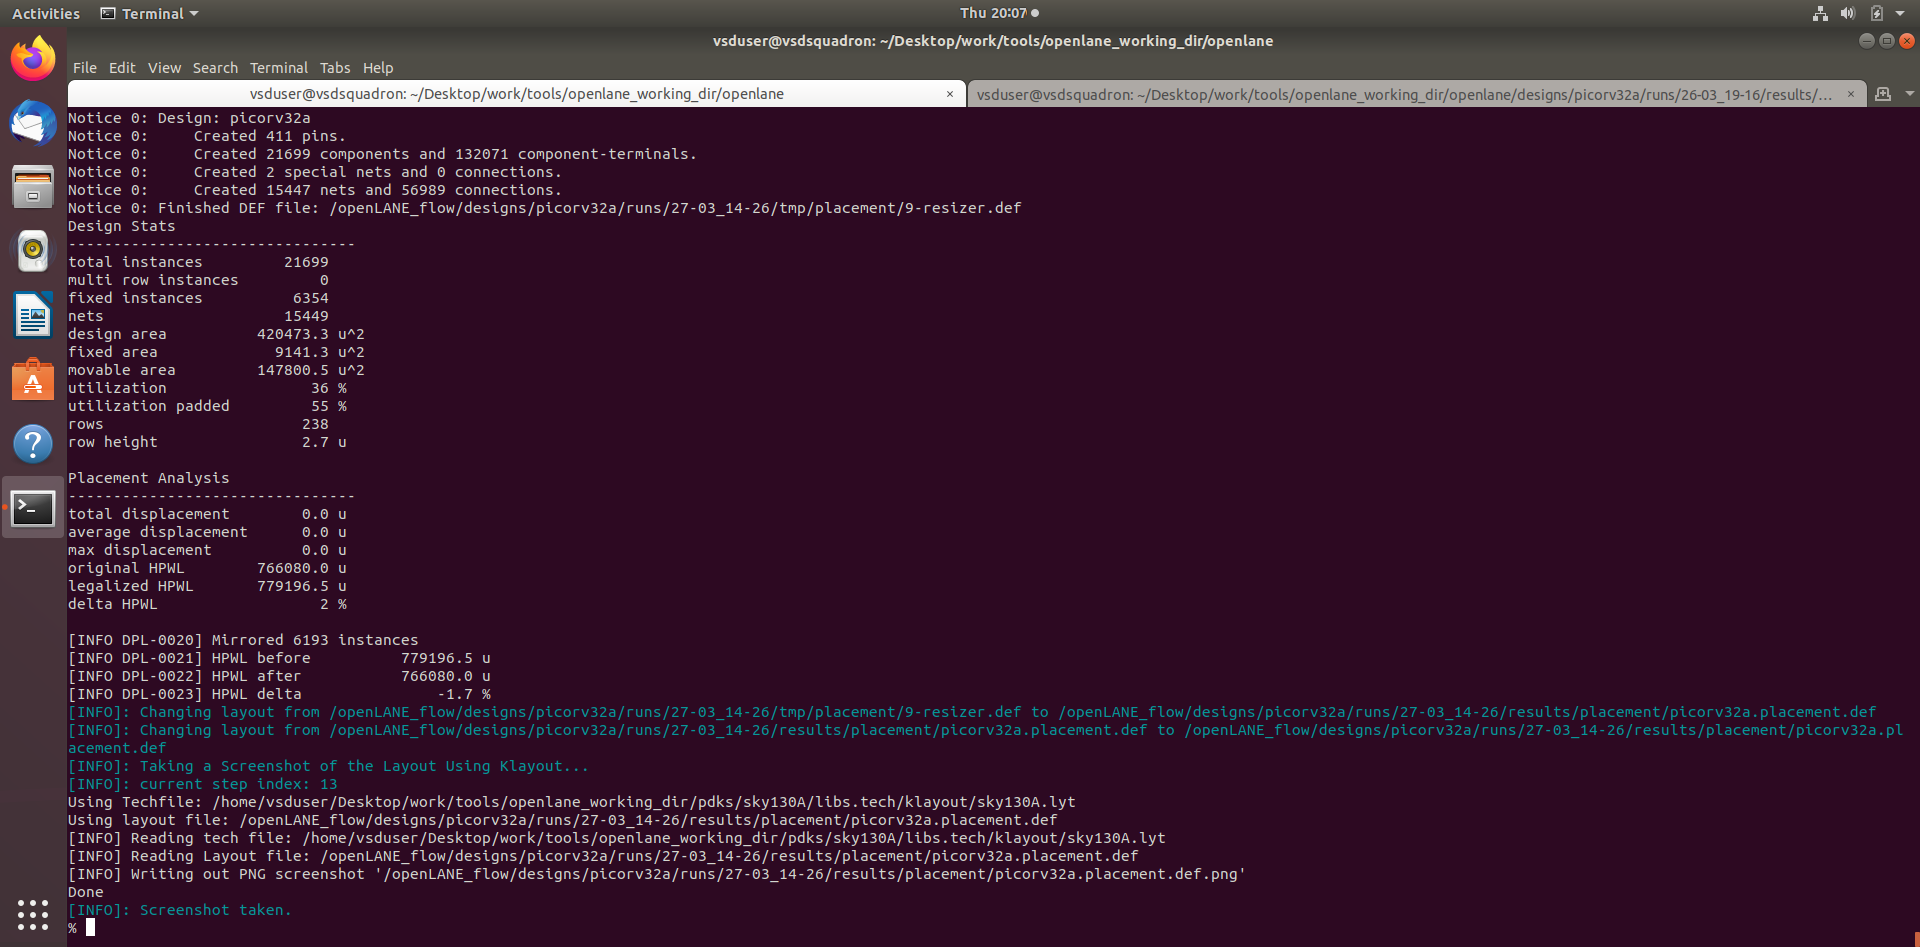 Activities Terminal Thu 20:07
vsduser@vsdsquadron: ~/Desktop/work/tools/openlane_working_dir/openlane
File Edit View Search Terminal Tabs Help
vsduser@vsdsquadron: ~/Desktop/work/tools/openlane_working_dir/openlane × vsduser@vsdsquadron: ~/Desktop/work/tools/openlane_working_dir/openlane/designs/picorv32a/runs/26-03_19-16/results/... ×
Notice 0: Design: picorv32a
Notice 0:     Created 411 pins.
Notice 0:     Created 21699 components and 132071 component-terminals.
Notice 0:     Created 2 special nets and 0 connections.
Notice 0:     Created 15447 nets and 56989 connections.
Notice 0: Finished DEF file: /openLANE_flow/designs/picorv32a/runs/27-03_14-26/tmp/placement/9-resizer.def
Design Stats
--------------------------------
total instances         21699
multi row instances         0
fixed instances          6354
nets                    15449
design area          420473.3 u^2
fixed area             9141.3 u^2
movable area         147800.5 u^2
utilization                36 %
utilization padded         55 %
rows                      238
row height                2.7 u
Placement Analysis
--------------------------------
total displacement        0.0 u
average displacement      0.0 u
max displacement          0.0 u
original HPWL        766080.0 u
legalized HPWL       779196.5 u
delta HPWL                  2 %
[INFO DPL-0020] Mirrored 6193 instances
[INFO DPL-0021] HPWL before          779196.5 u
[INFO DPL-0022] HPWL after           766080.0 u
[INFO DPL-0023] HPWL delta               -1.7 %
[INFO]: Changing layout from /openLANE_flow/designs/picorv32a/runs/27-03_14-26/tmp/placement/9-resizer.def to /openLANE_flow/designs/picorv32a/runs/27-03_14-26/results/placement/picorv32a.placement.def
[INFO]: Changing layout from /openLANE_flow/designs/picorv32a/runs/27-03_14-26/results/placement/picorv32a.placement.def to /openLANE_flow/designs/picorv32a/runs/27-03_14-26/results/placement/picorv32a.pl
acement.def
[INFO]: Taking a Screenshot of the Layout Using Klayout...
[INFO]: current step index: 13
Using Techfile: /home/vsduser/Desktop/work/tools/openlane_working_dir/pdks/sky130A/libs.tech/klayout/sky130A.lyt
Using layout file: /openLANE_flow/designs/picorv32a/runs/27-03_14-26/results/placement/picorv32a.placement.def
[INFO] Reading tech file: /home/vsduser/Desktop/work/tools/openlane_working_dir/pdks/sky130A/libs.tech/klayout/sky130A.lyt
[INFO] Reading Layout file: /openLANE_flow/designs/picorv32a/runs/27-03_14-26/results/placement/picorv32a.placement.def
[INFO] Writing out PNG screenshot '/openLANE_flow/designs/picorv32a/runs/27-03_14-26/results/placement/picorv32a.placement.def.png'
Done
[INFO]: Screenshot taken.
%